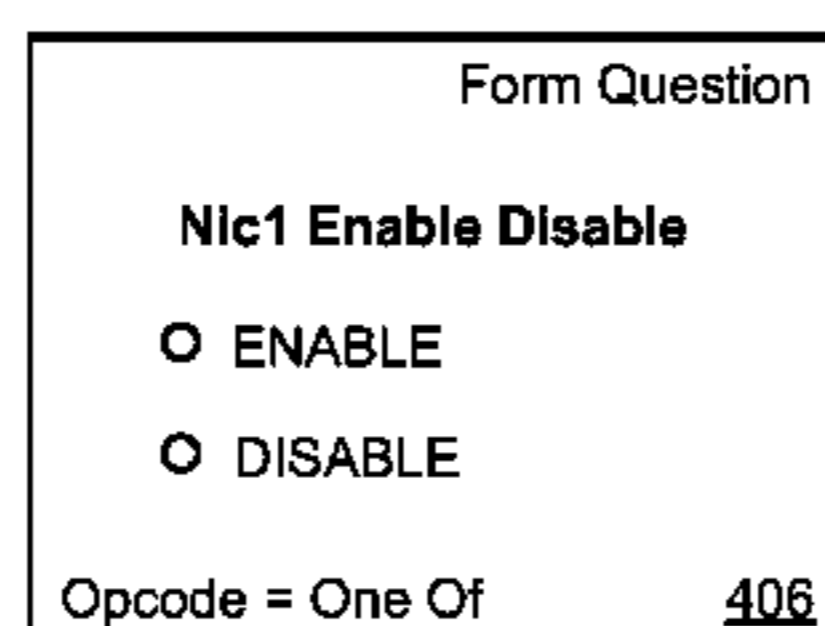 Form Question
Nic1 Enable Disable
ENABLE
DISABLE
Opcode = One Of 406